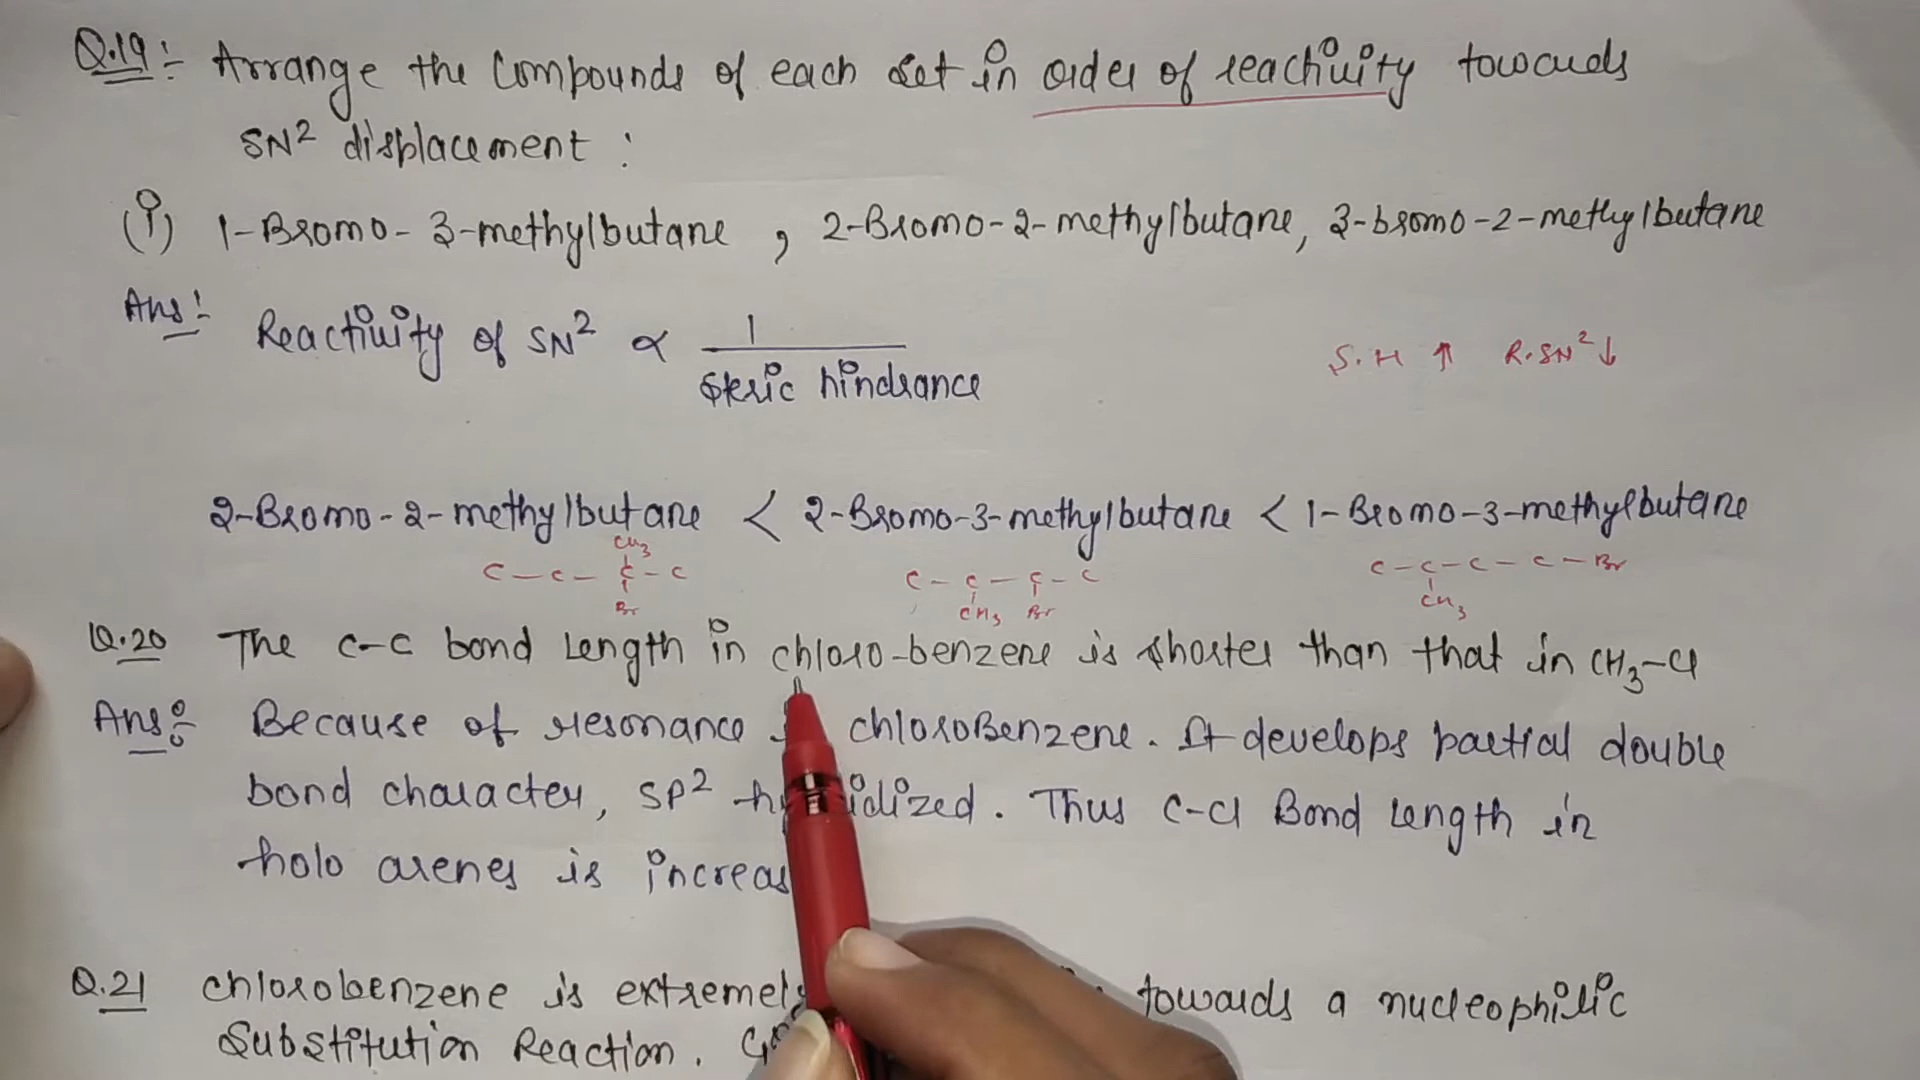 Q.19:- Arrange the compounds of each set in order of reactivity towards
SN2 displacement :
(i) 1-Bromo-3-methylbutane , 2-Bromo-2-methylbutane, 3-bromo-2-methylbutane
Ans:- Reactivity of SN2 ∝ 1 / Steric hindrance
S.H ↑ R.SN2 ↓
2-Bromo-2-methylbutane < 2-Bromo-3-methylbutane < 1-Bromo-3-methylbutane
CH3
C-C-C-C C-C-C-C C-C-C-C-Br
Br CH3 Br CH3
Q.20 The C-C bond length in chloro-benzene is shorter than that in CH3-Cl
Ans:- Because of resonance chloroBenzene. It develops partial double
bond character, SP2 Thus C-Cl Bond length in
holo arenes is
Q.21 chlorobenzene is towards a nucleophilic
Substitution Reaction.